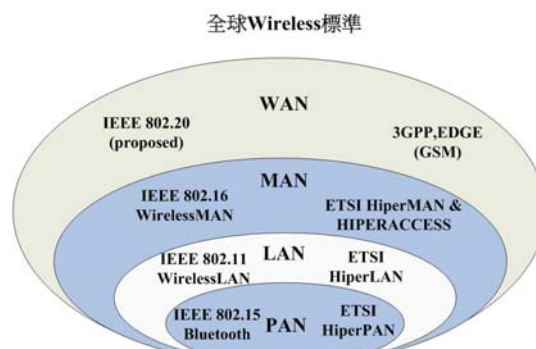 全球Wireless標準
WAN
IEEE 802.20
(proposed)
3GPP,EDGE
(GSM)
MAN
IEEE 802.16
WirelessMAN
ETSI HiperMAN &
HIPERACCESS
LAN
IEEE 802.11
WirelessLAN
ETSI
HiperLAN
PAN
IEEE 802.15
Bluetooth
ETSI
HiperPAN